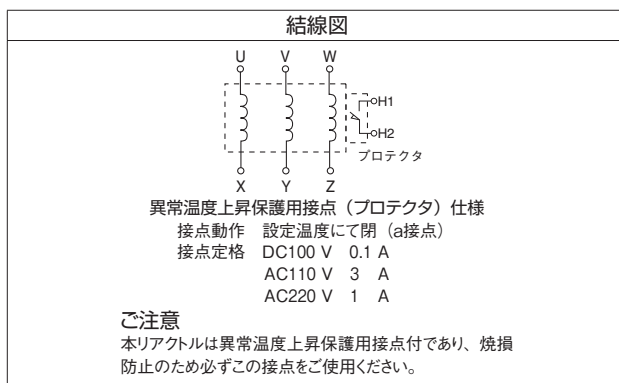 結線図
U V W
H1
H2
プロテクタ
X Y Z
異常温度上昇保護用接点（プロテクタ）仕様
接点動作 設定温度にて閉（a接点）
接点定格 DC100 V 0.1 A
AC110 V 3 A
AC220 V 1 A
ご注意
本リアクトルは異常温度上昇保護用接点付であり、焼損
防止のため必ずこの接点をご使用ください。